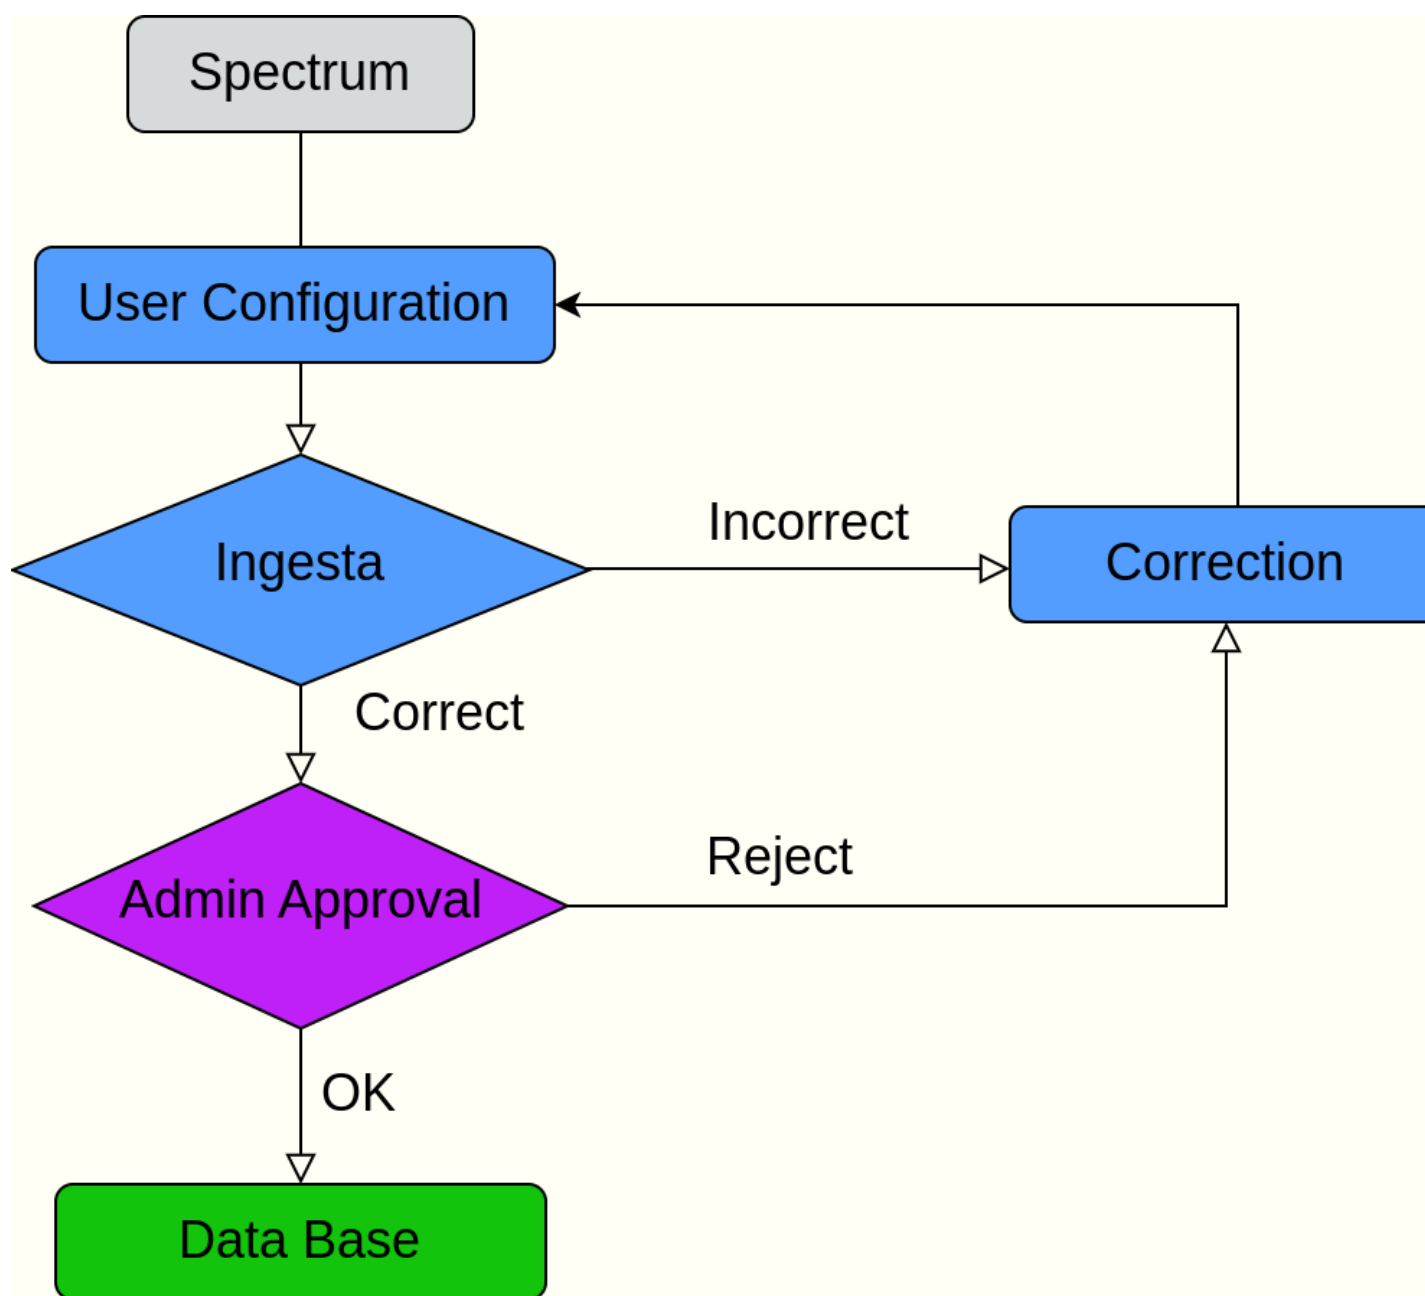 Spectrum
User Configuration
Ingesta
Incorrect
Correction
Correct
Admin Approval
Reject
OK
Data Base